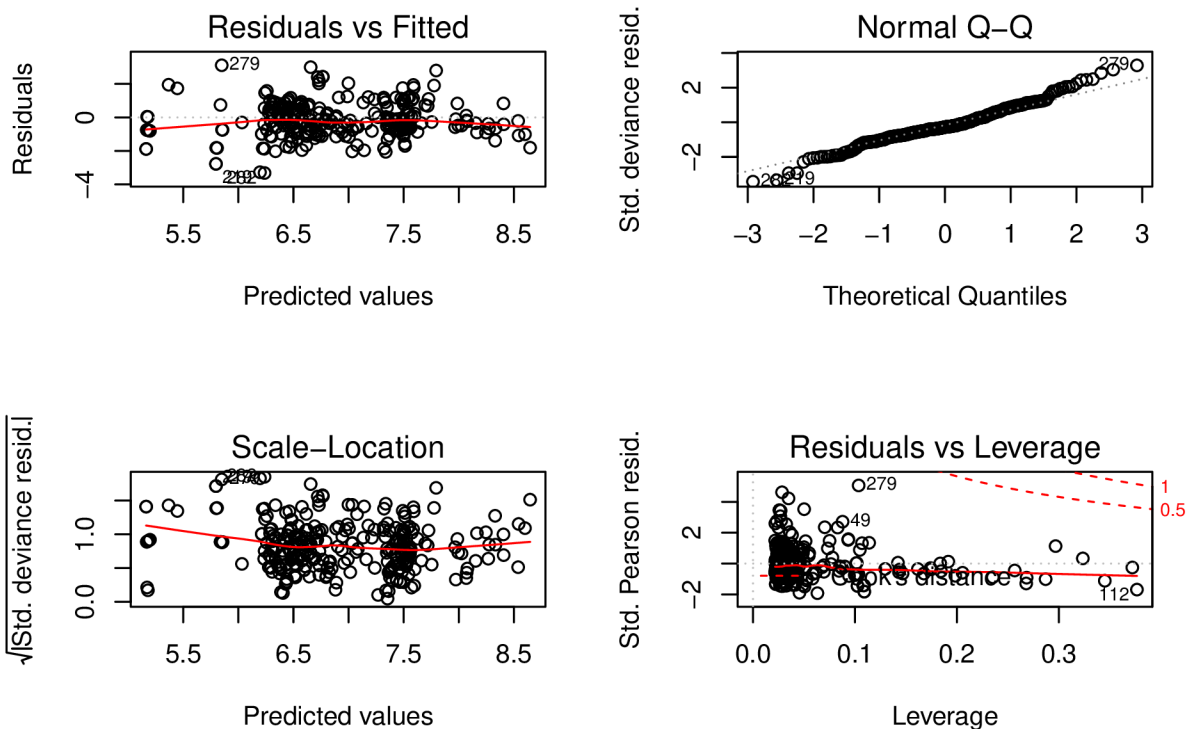 Residuals vs Fitted
Residuals
0
−4
279
5.5 6.5 7.5 8.5
Predicted values
Normal Q−Q
Std. deviance resid.
2
−2
279
219
−3 −2 −1 0 1 2 3
Theoretical Quantiles
Scale−Location
√|Std. deviance resid.|
1.0
0.0
5.5 6.5 7.5 8.5
Predicted values
Residuals vs Leverage
Std. Pearson resid.
2
−2
279
49
112
1
0.5
distance
0.0 0.1 0.2 0.3
Leverage